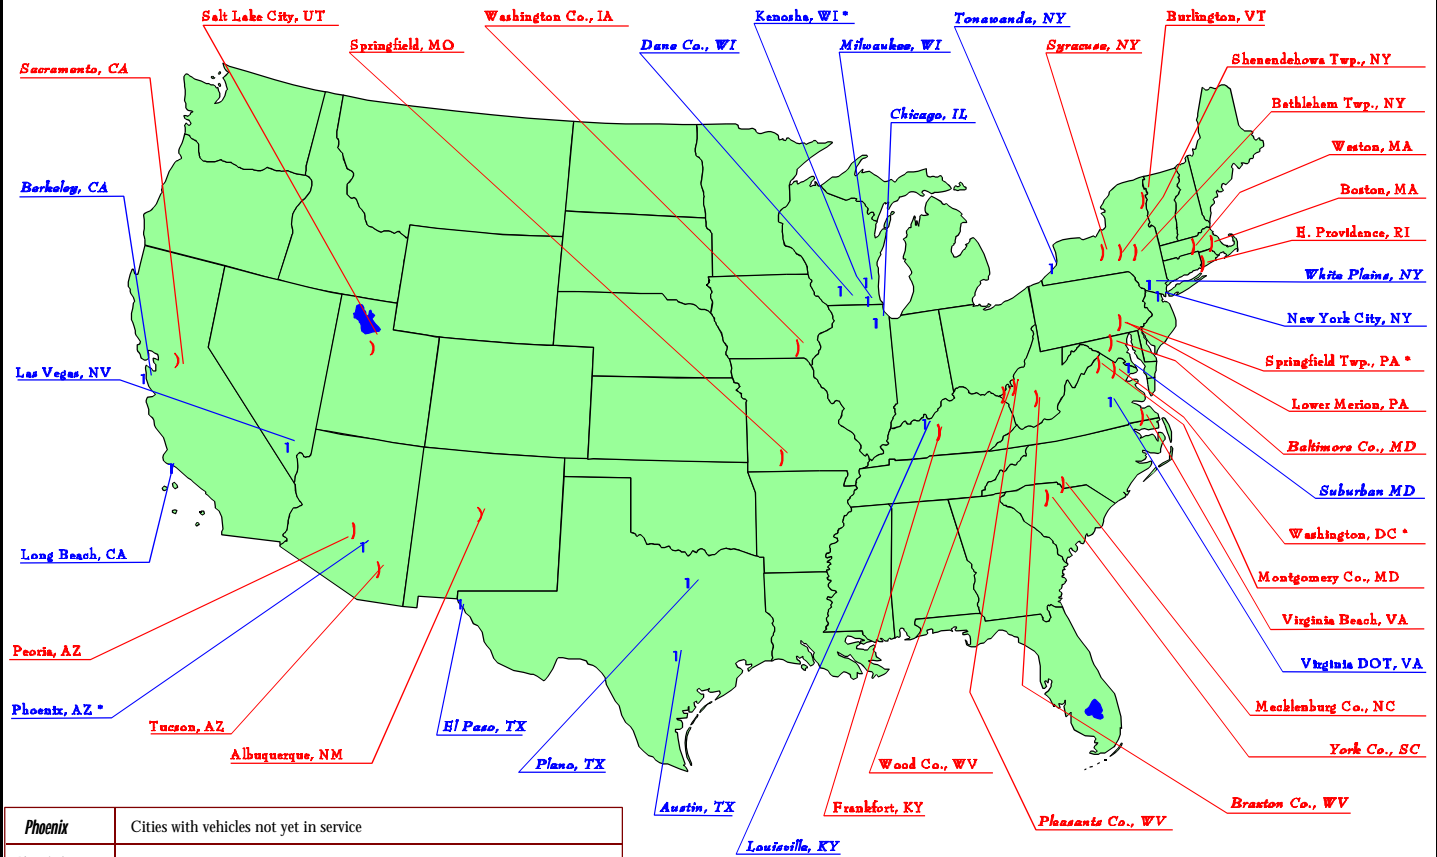 Salt Lake City, UT
Washington Co., IA
Kenosha, WI *
Tonawanda, NY
Burlington, VT
Springfield, MO
Dane Co., WI
Milwaukee, WI
Syracuse, NY
Shenendehowa Twp., NY
Sacramento, CA
Bethlehem Twp., NY
Chicago, IL
Weston, MA
Berkeley, CA
Boston, MA
E. Providence, RI
White Plains, NY
New York City, NY
Springfield Twp., PA *
Las Vegas, NV
Lower Merion, PA
Baltimore Co., MD
Suburban MD
Washington, DC *
Long Beach, CA
Montgomery Co., MD
Virginia Beach, VA
Peoria, AZ
Virginia DOT, VA
Phoenix, AZ *
Mecklenburg Co., NC
Tucson, AZ
El Paso, TX
York Co., SC
Albuquerque, NM
Plano, TX
Wood Co., WV
Austin, TX
Frankfort, KY
Braxton Co., WV
Pleasants Co., WV
Louisville, KY
Phoenix Cities with vehicles not yet in service